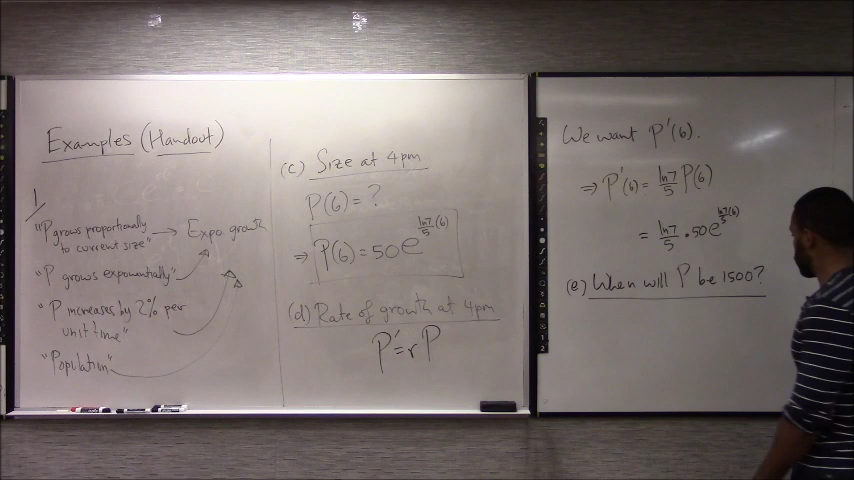 Examples (Handout)
1
"P grows proportionally
to current size" → Expo growth
"P grows exponentially"
"P increases by 2% per
unit time"
"Population"
(c) Size at 4pm
P(6) = ?
⇒ P(6) = 50e^{ln7/5 (6)}
(d) Rate of growth at 4pm
P' = rP
We want P'(6).
⇒ P'(6) = ln7/5 P(6)
= ln7/5 • 50e^{ln7/5 (6)}
(e) When will P be 1500?